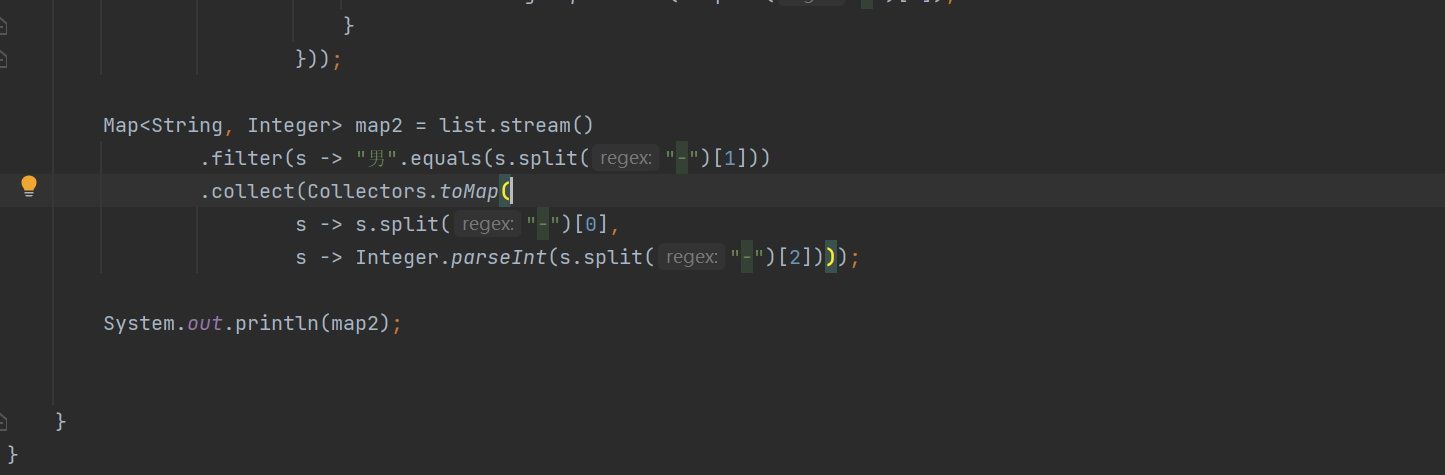 }
}));
Map<String, Integer> map2 = list.stream()
.filter(s -> "男".equals(s.split( regex: "-")[1]))
.collect(Collectors.toMap(
s -> s.split( regex: "-")[0],
s -> Integer.parseInt(s.split( regex: "-")[2])));
System.out.println(map2);
}
}